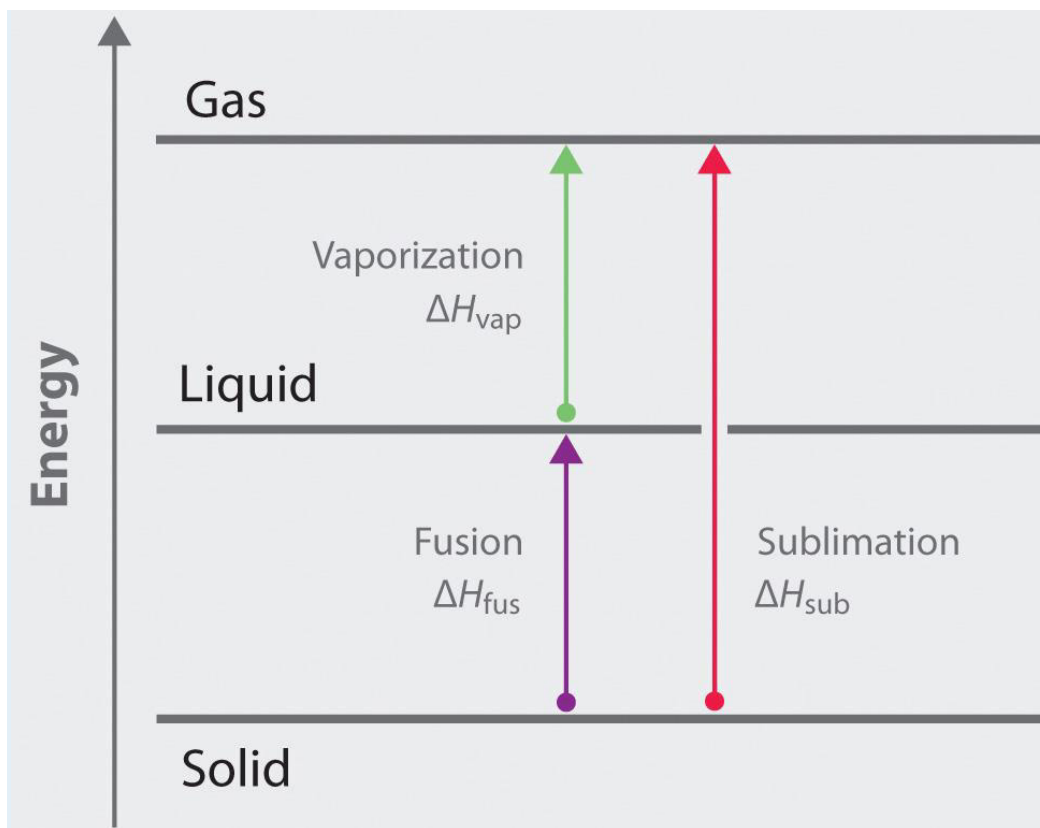 Gas
Vaporization
ΔHvap
Liquid
Energy
Fusion
ΔHfus
Sublimation
ΔHsub
Solid